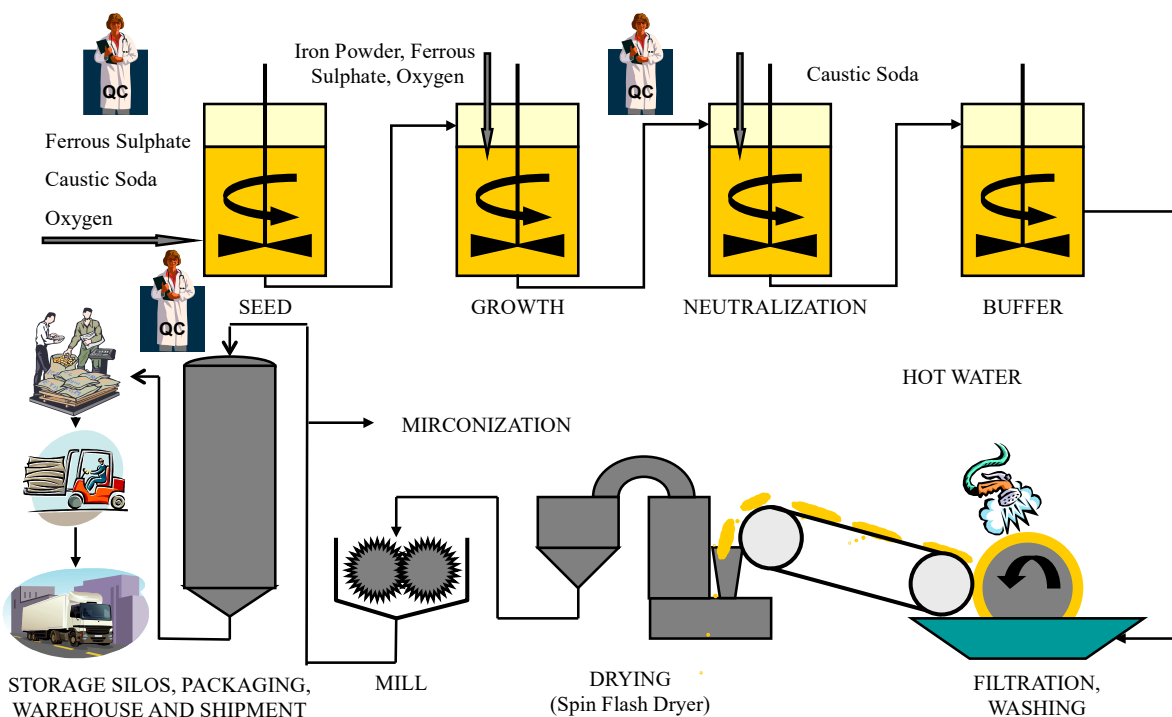 QC
Iron Powder, Ferrous
Sulphate, Oxygen
QC
Caustic Soda
Ferrous Sulphate
Caustic Soda
Oxygen
SEED
GROWTH
NEUTRALIZATION
BUFFER
QC
HOT WATER
MIRCONIZATION
STORAGE SILOS, PACKAGING,
WAREHOUSE AND SHIPMENT
MILL
DRYING
(Spin Flash Dryer)
FILTRATION,
WASHING